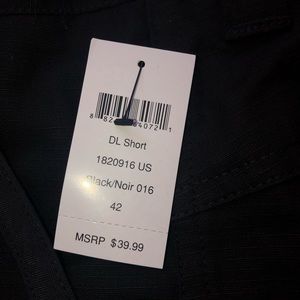 DL Short
1820916 US
Black/Noir 016
42
MSRP $39.99